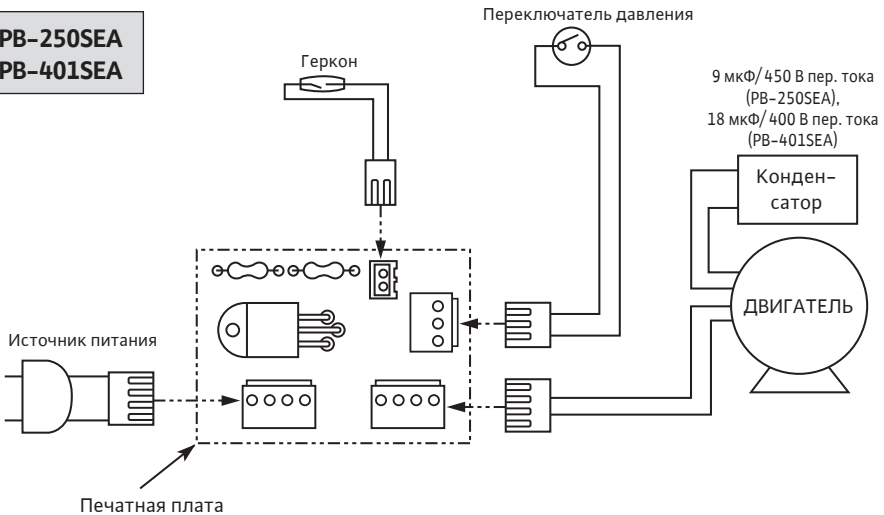 PB-250SEA
PB-401SEA
Переключатель давления
Геркон
9 мкФ/450 В пер. тока
(PB-250SEA),
18 мкФ/400 В пер. тока
(PB-401SEA)
Конден-
сатор
ДВИГАТЕЛЬ
Источник питания
Печатная плата